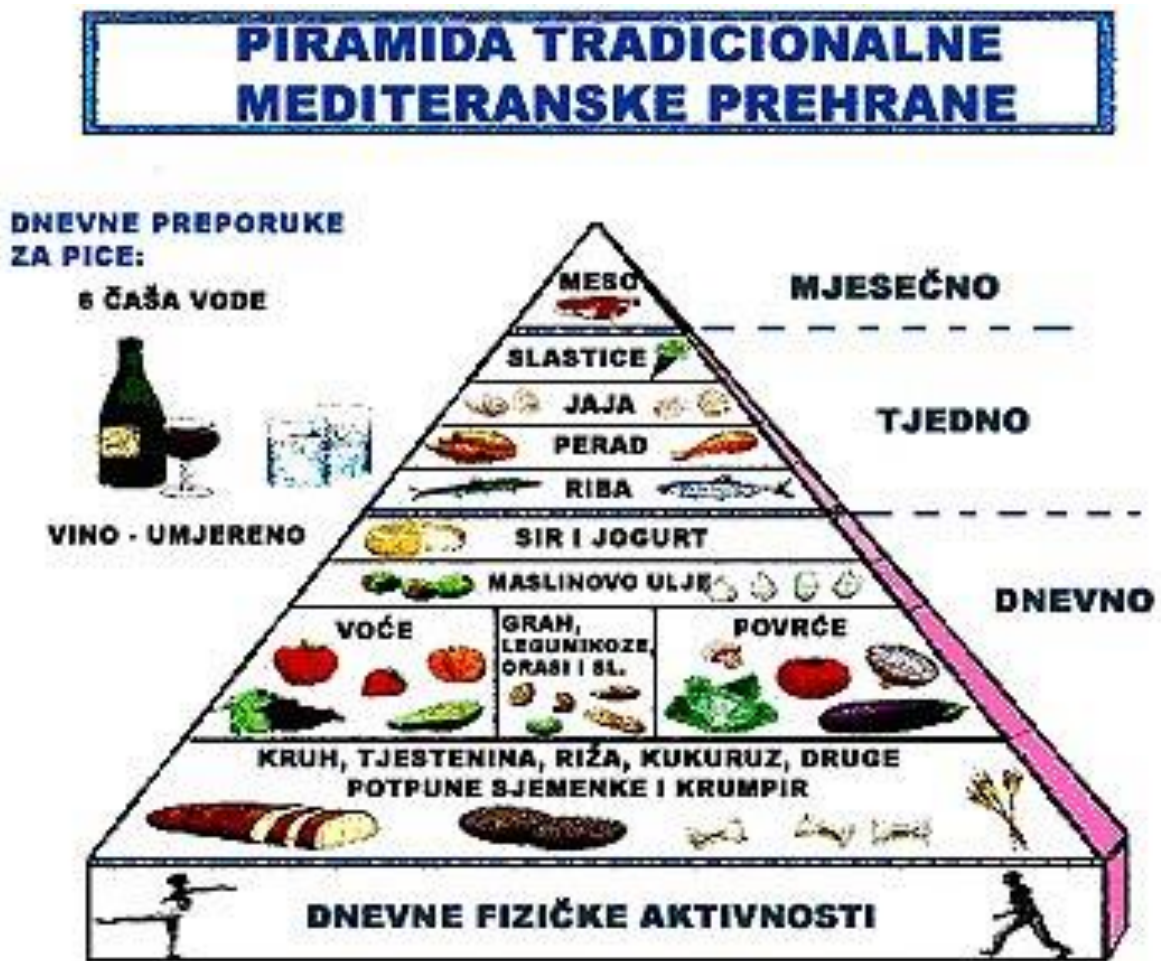 PIRAMIDA TRADICIONALNE
MEDITERANSKE PREHRANE
DNEVNE PREPORUKE
ZA PICE:
6 ČAŠA VODE
VINO - UMJERENO
MESO
MJESEČNO
SLASTICE
JAJA
PERAD
RIBA
TJEDNO
SIR I JOGURT
MASLINOVO ULJE
DNEVNO
VOĆE
GRAH,
LEGUNIKOZE,
ORASI I SL.
POVRĆE
KRUH, TJESTENINA, RIŽA, KUKURUZ, DRUGE
POTPUNE SJEMENKE I KRUMPIR
DNEVNE FIZIČKE AKTIVNOSTI